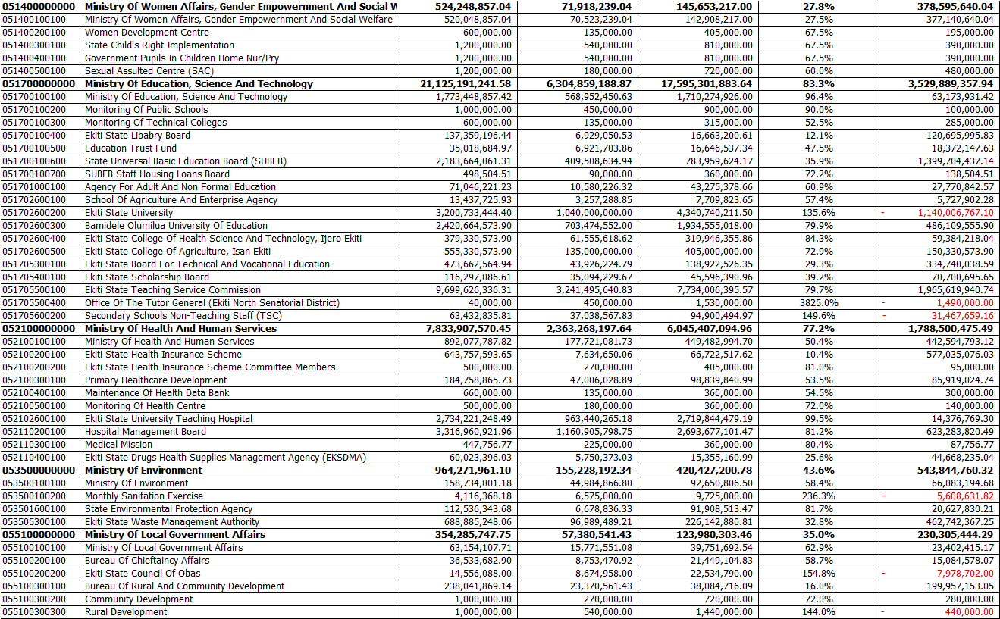 051400000000 Ministry Of Women Affairs, Gender Empowernment And Social W 524,248,857.04 71,918,239.04 145,653,217.00 27.8% 378,595,640.04
051400100100 Ministry Of Women Affairs, Gender Empowernment And Social Welfare 520,048,857.04 70,523,239.04 142,908,217.00 27.5% 377,140,640.04
051400200100 Women Development Centre 600,000.00 135,000.00 405,000.00 67.5% 195,000.00
051400300100 State Child's Right Implementation 1,200,000.00 540,000.00 810,000.00 67.5% 390,000.00
051400400100 Government Pupils In Children Home Nur/Pry 1,200,000.00 540,000.00 810,000.00 67.5% 390,000.00
051400500100 Sexual Assulted Centre (SAC) 1,200,000.00 180,000.00 720,000.00 60.0% 480,000.00
051700000000 Ministry Of Education, Science And Technology 21,125,191,241.58 6,304,859,188.87 17,595,301,883.64 83.3% 3,529,889,357.94
051700100100 Ministry Of Education, Science And Technology 1,773,448,857.42 568,952,450.63 1,710,274,926.00 96.4% 63,173,931.42
051700100200 Monitoring Of Public Schools 1,000,000.00 450,000.00 900,000.00 90.0% 100,000.00
051700100300 Monitoring Of Technical Colleges 600,000.00 135,000.00 315,000.00 52.5% 285,000.00
051700100400 Ekiti State Libabry Board 137,359,196.44 6,929,050.53 16,663,200.61 12.1% 120,695,995.83
051700100500 Education Trust Fund 35,018,684.97 6,921,703.86 16,646,537.34 47.5% 18,372,147.63
051700100600 State Universal Basic Education Board (SUBEB) 2,183,664,061.31 409,508,634.94 783,959,624.17 35.9% 1,399,704,437.14
051700100700 SUBEB Staff Housing Loans Board 498,504.51 90,000.00 360,000.00 72.2% 138,504.51
051701000100 Agency For Adult And Non Formal Education 71,046,221.23 10,580,226.32 43,275,378.66 60.9% 27,770,842.57
051702600100 School Of Agriculture And Enterprise Agency 13,437,725.93 3,257,288.85 7,709,823.65 57.4% 5,727,902.28
051702600200 Ekiti State University 3,200,733,444.40 1,040,000,000.00 4,340,740,211.50 135.6% - 1,140,006,767.10
051702600300 Bamidele Olumilua University Of Education 2,420,664,573.90 703,474,552.00 1,934,555,018.00 79.9% 486,109,555.90
051702600400 Ekiti State College Of Health Science And Technology, Ijero Ekiti 379,330,573.90 61,555,618.62 319,946,355.86 84.3% 59,384,218.04
051702600500 Ekiti State College Of Agriculture, Isan Ekiti 555,330,573.90 135,000,000.00 405,000,000.00 72.9% 150,330,573.90
051705300100 Ekiti State Board For Technical And Vocational Education 473,662,564.94 43,926,224.79 138,922,526.35 29.3% 334,740,038.59
051705400100 Ekiti State Scholarship Board 116,297,086.61 35,094,229.67 45,596,390.96 39.2% 70,700,695.65
051705500100 Ekiti State Teaching Service Commission 9,699,626,336.31 3,241,495,640.83 7,734,006,395.57 79.7% 1,965,619,940.74
051705500400 Office Of The Tutor General (Ekiti North Senatorial District) 40,000.00 450,000.00 1,530,000.00 3825.0% - 1,490,000.00
051705600200 Secondary Schools Non-Teaching Staff (TSC) 63,432,835.81 37,038,567.83 94,900,494.97 149.6% - 31,467,659.16
052100000000 Ministry Of Health And Human Services 7,833,907,570.45 2,363,268,197.64 6,045,407,094.96 77.2% 1,788,500,475.49
052100100100 Ministry Of Health And Human Services 892,077,787.82 177,721,081.73 449,482,994.70 50.4% 442,594,793.12
052100200100 Ekiti State Health Insurance Scheme 643,757,593.65 7,634,650.06 66,722,517.62 10.4% 577,035,076.03
052100200200 Ekiti State Health Insurance Scheme Committee Members 500,000.00 270,000.00 405,000.00 81.0% 95,000.00
052100300100 Primary Healthcare Development 184,758,865.73 47,006,028.89 98,839,840.99 53.5% 85,919,024.74
052100400100 Maintenance Of Health Data Bank 660,000.00 135,000.00 360,000.00 54.5% 300,000.00
052100500100 Monitoring Of Health Centre 500,000.00 180,000.00 360,000.00 72.0% 140,000.00
052102600100 Ekiti State University Teaching Hospital 2,734,221,248.49 963,440,265.18 2,719,844,479.19 99.5% 14,376,769.30
052110200100 Hospital Management Board 3,316,960,921.96 1,160,905,798.75 2,693,677,101.47 81.2% 623,283,820.49
052110300100 Medical Mission 447,756.77 225,000.00 360,000.00 80.4% 87,756.77
052110400100 Ekiti State Drugs Health Supplies Management Agency (EKSDMA) 60,023,396.03 5,750,373.03 15,355,160.99 25.6% 44,668,235.04
053500000000 Ministry Of Environment 964,271,961.10 155,228,192.34 420,427,200.78 43.6% 543,844,760.32
053500100100 Ministry Of Environment 158,734,001.18 44,984,866.80 92,650,806.50 58.4% 66,083,194.68
053500100200 Monthly Sanitation Exercise 4,116,368.18 6,575,000.00 9,725,000.00 236.3% - 5,608,631.82
053501600100 State Environmental Protection Agency 112,536,343.68 6,678,836.33 91,908,513.47 81.7% 20,627,830.21
053505300100 Ekiti State Waste Management Authority 688,885,248.06 96,989,489.21 226,142,880.81 32.8% 462,742,367.25
055100000000 Ministry Of Local Government Affairs 354,285,747.75 57,380,541.43 123,980,303.46 35.0% 230,305,444.29
055100100100 Ministry Of Local Government Affairs 63,154,107.71 15,771,551.08 39,751,692.54 62.9% 23,402,415.17
055100200100 Bureau Of Chieftaincy Affairs 36,533,682.90 8,753,470.92 21,449,104.83 58.7% 15,084,578.07
055100200200 Ekiti State Council Of Obas 14,556,088.00 8,674,958.00 22,534,790.00 154.8% - 7,978,702.00
055100300100 Bureau Of Rural And Community Development 238,041,869.14 23,370,561.43 38,084,716.09 16.0% 199,957,153.05
055100300200 Community Development 1,000,000.00 270,000.00 720,000.00 72.0% 280,000.00
055100300300 Rural Development 1,000,000.00 540,000.00 1,440,000.00 144.0% - 440,000.00